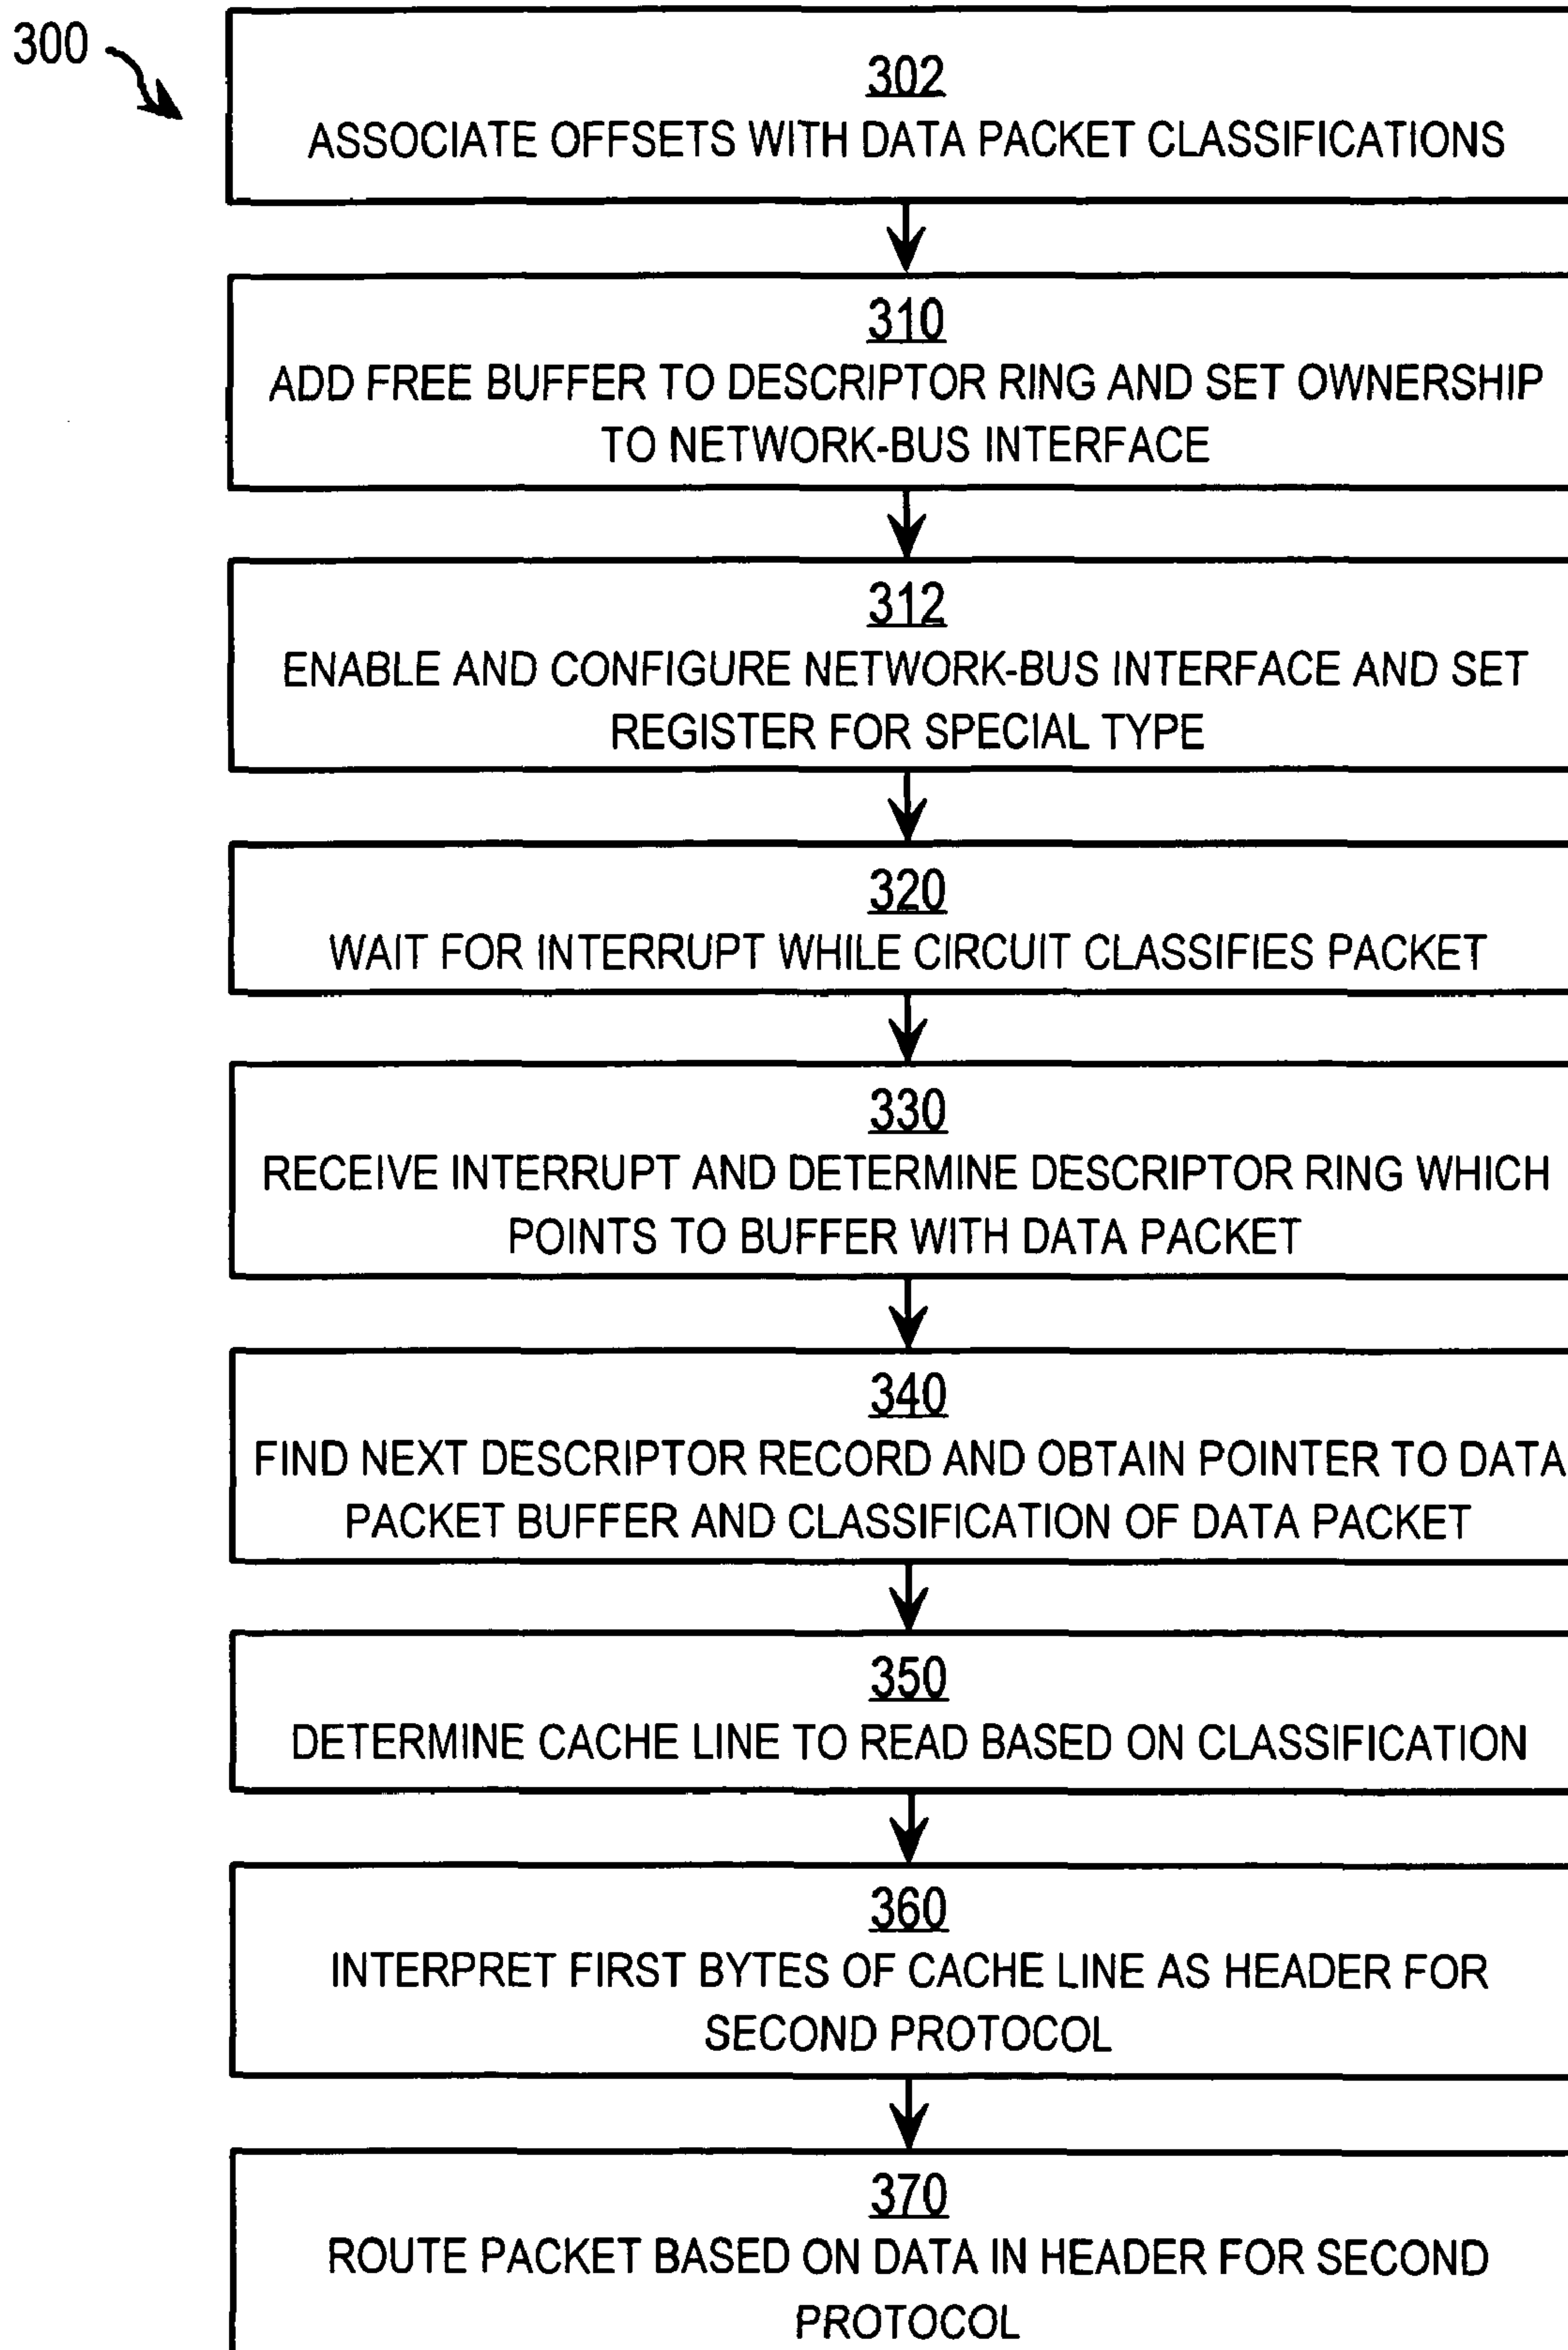 300
302
ASSOCIATE OFFSETS WITH DATA PACKET CLASSIFICATIONS
310
ADD FREE BUFFER TO DESCRIPTOR RING AND SET OWNERSHIP
TO NETWORK-BUS INTERFACE
312
ENABLE AND CONFIGURE NETWORK-BUS INTERFACE AND SET
REGISTER FOR SPECIAL TYPE
320
WAIT FOR INTERRUPT WHILE CIRCUIT CLASSIFIES PACKET
330
RECEIVE INTERRUPT AND DETERMINE DESCRIPTOR RING WHICH
POINTS TO BUFFER WITH DATA PACKET
340
FIND NEXT DESCRIPTOR RECORD AND OBTAIN POINTER TO DATA
PACKET BUFFER AND CLASSIFICATION OF DATA PACKET
350
DETERMINE CACHE LINE TO READ BASED ON CLASSIFICATION
360
INTERPRET FIRST BYTES OF CACHE LINE AS HEADER FOR
SECOND PROTOCOL
370
ROUTE PACKET BASED ON DATA IN HEADER FOR SECOND
PROTOCOL